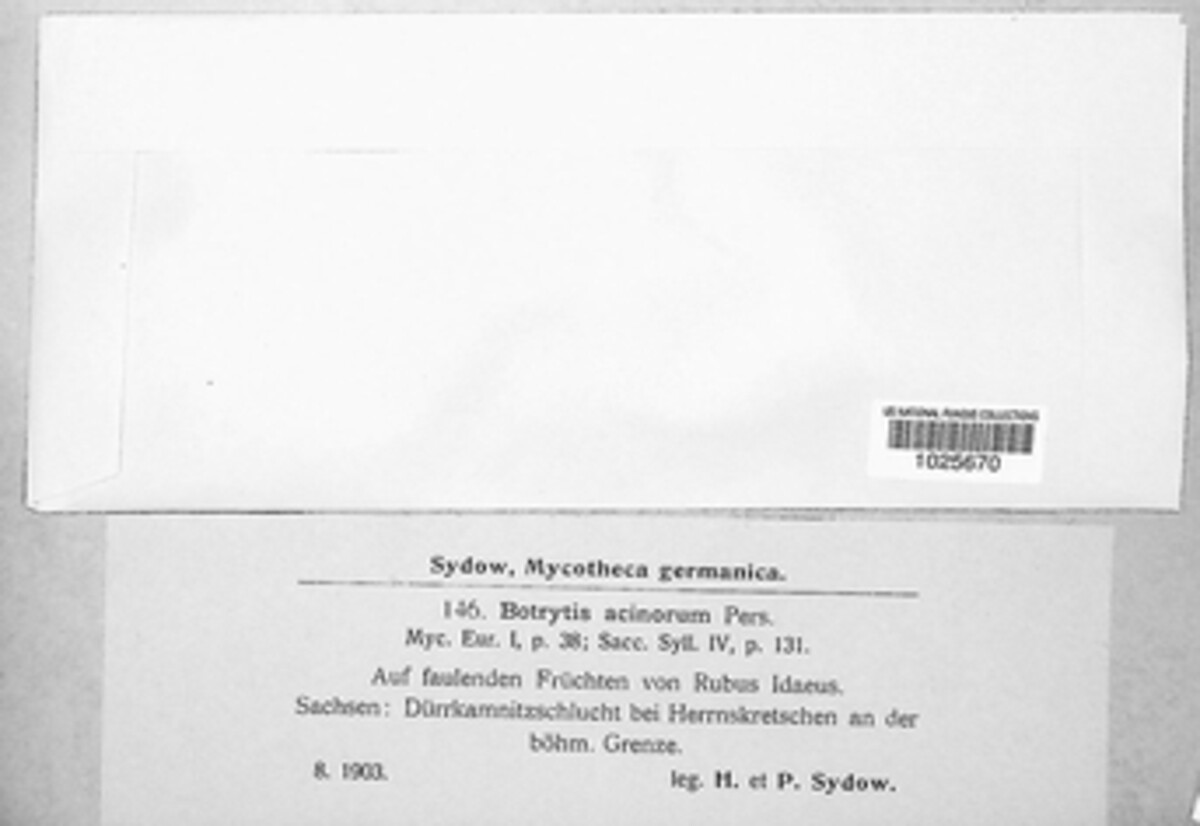 US NATIONAL FUNGUS COLLECTIONS
1025670
Sydow, Mycotheca germanica.
146. Botrytis acinorum Pers.
Myc. Eur. I, p. 38; Sacc. Syll. IV, p. 131.
Auf faulenden Früchten von Rubus Idaeus.
Sachsen: Dürrkamnitzschlucht bei Herrnskretschen an der
böhm. Grenze.
8. 1903. leg. H. et P. Sydow.